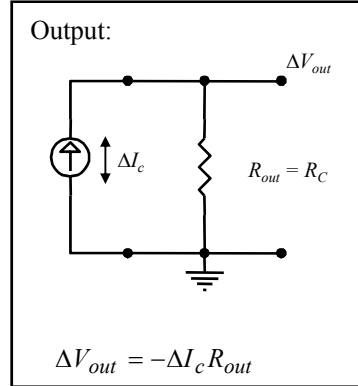 Output:
ΔV_out
ΔI_c
R_out = R_C
ΔV_out = −ΔI_c R_out